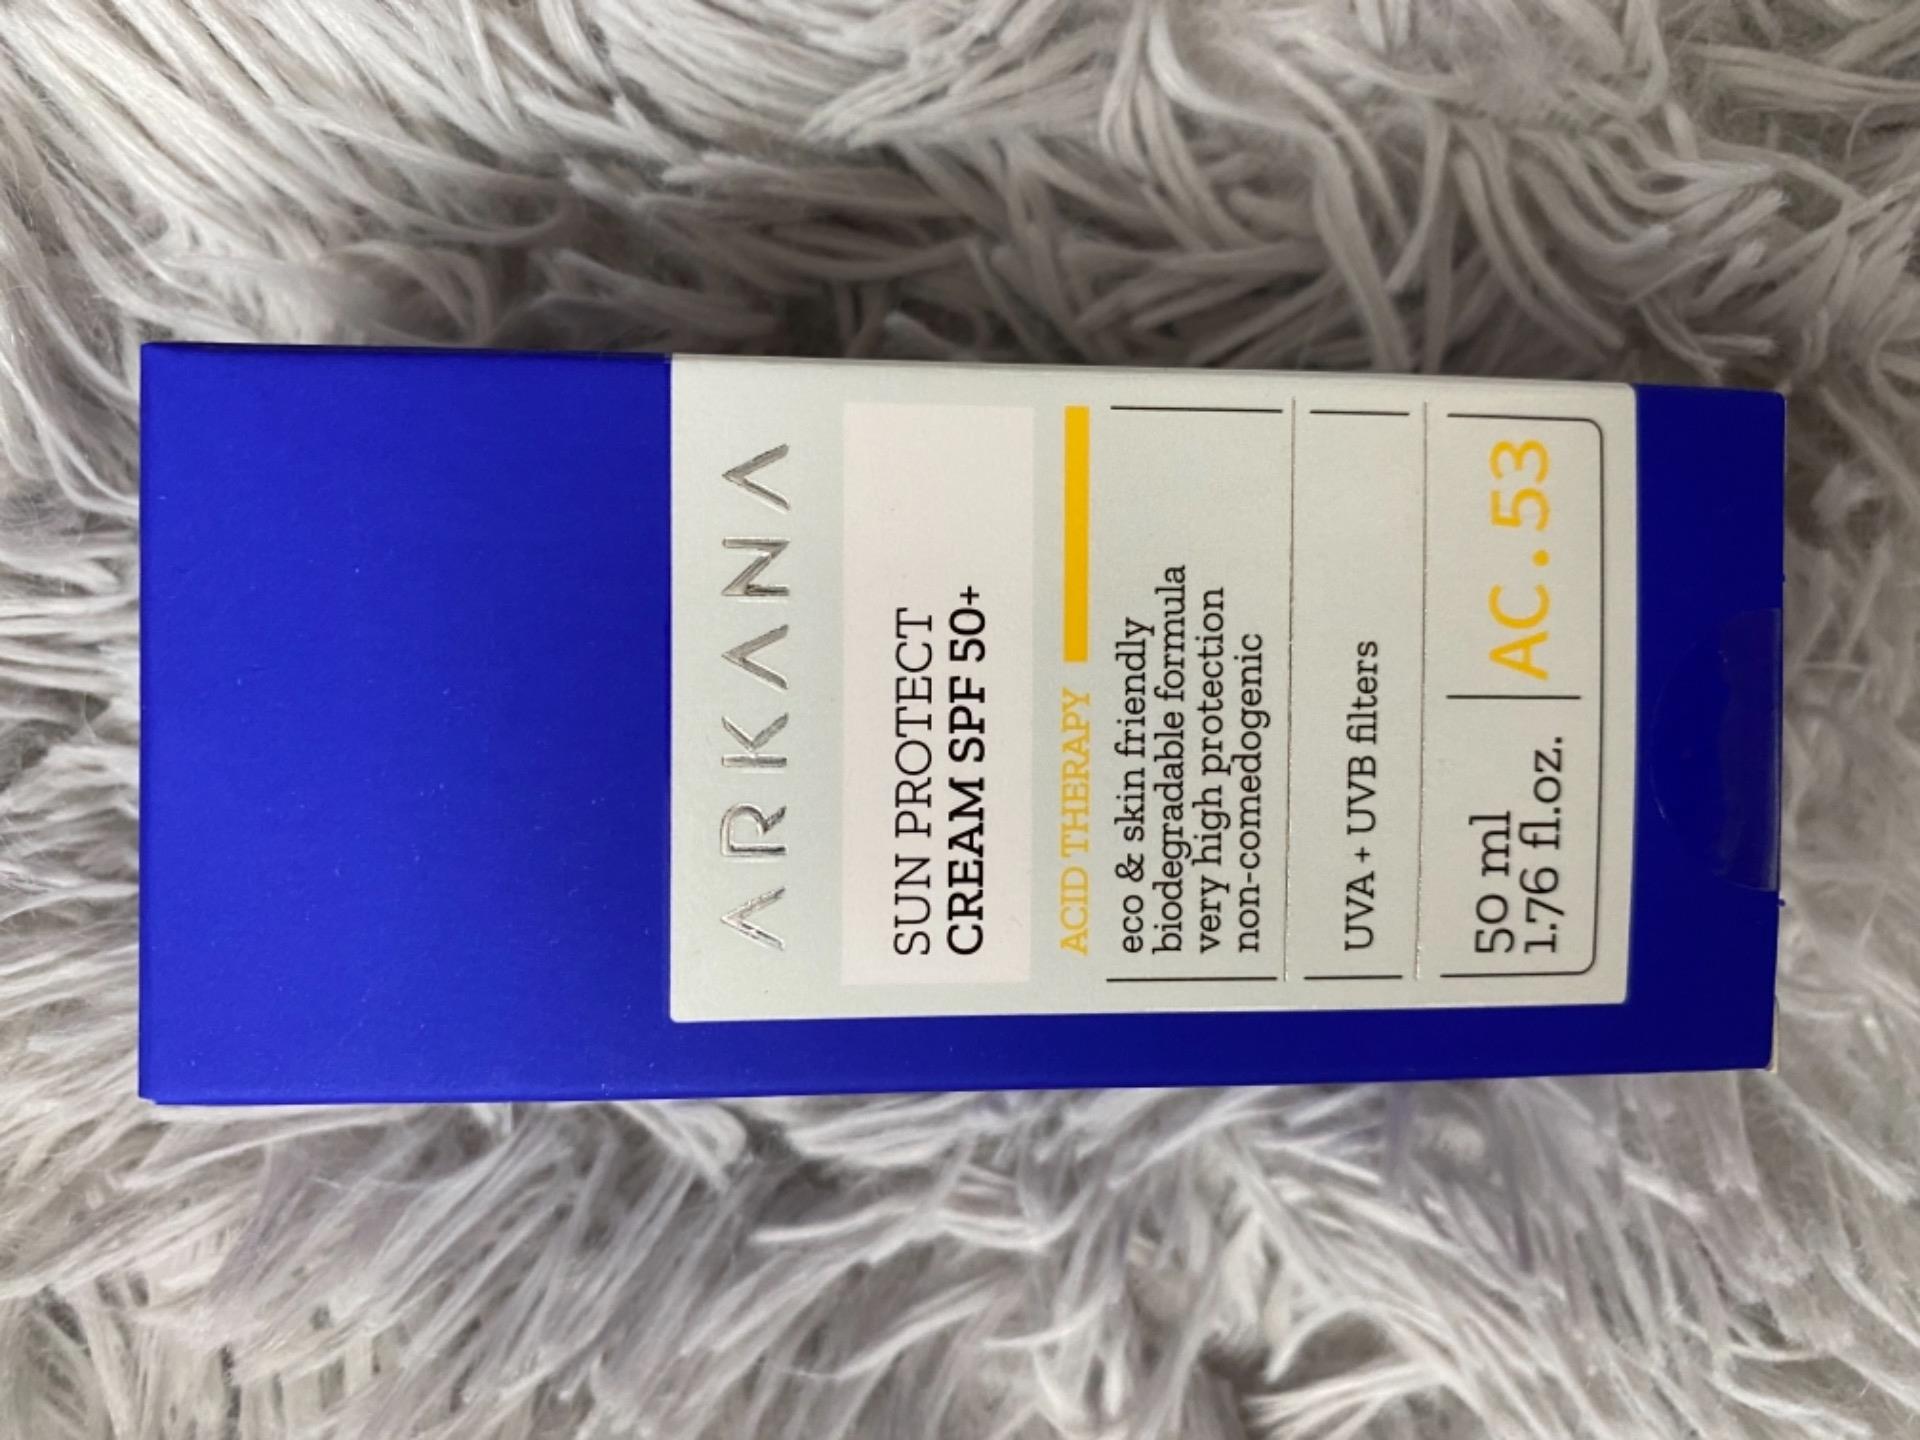 ARKANA
SUN PROTECT
CREAM SPF 50+
ACID THERAPY
eco & skin friendly
biodegradable formula
very high protection
non-comedogenic
UVA + UVB filters
50 ml
1.76 fl.oz.
AC.53